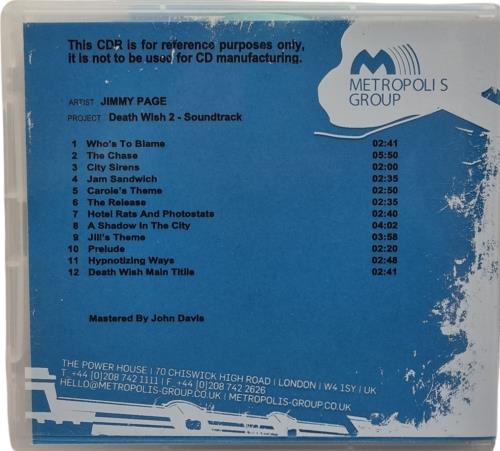 This CDR is for reference purposes only,
it is not to be used for CD manufacturing.
METROPOLIS
GROUP
ARTIST JIMMY PAGE
PROJECT Death Wish 2 - Soundtrack
1 Who's To Blame 02:41
2 The Chase 05:50
3 City Sirens 02:00
4 Jam Sandwich 02:35
5 Carole's Theme 02:50
6 The Release 02:35
7 Hotel Rats And Photostats 02:40
8 A Shadow In The City 04:02
9 Jill's Theme 03:58
10 Prelude 02:20
11 Hypnotizing Ways 02:48
12 Death Wish Main Titile 02:41
Mastered By John Davis
THE POWER HOUSE | 70 CHISWICK HIGH ROAD | LONDON | W4 1SY | UK
T +44 [0]208 742 1111 | F +44 [0]208 742 2626
HELLO@METROPOLIS-GROUP.CO.UK | METROPOLIS-GROUP.CO.UK